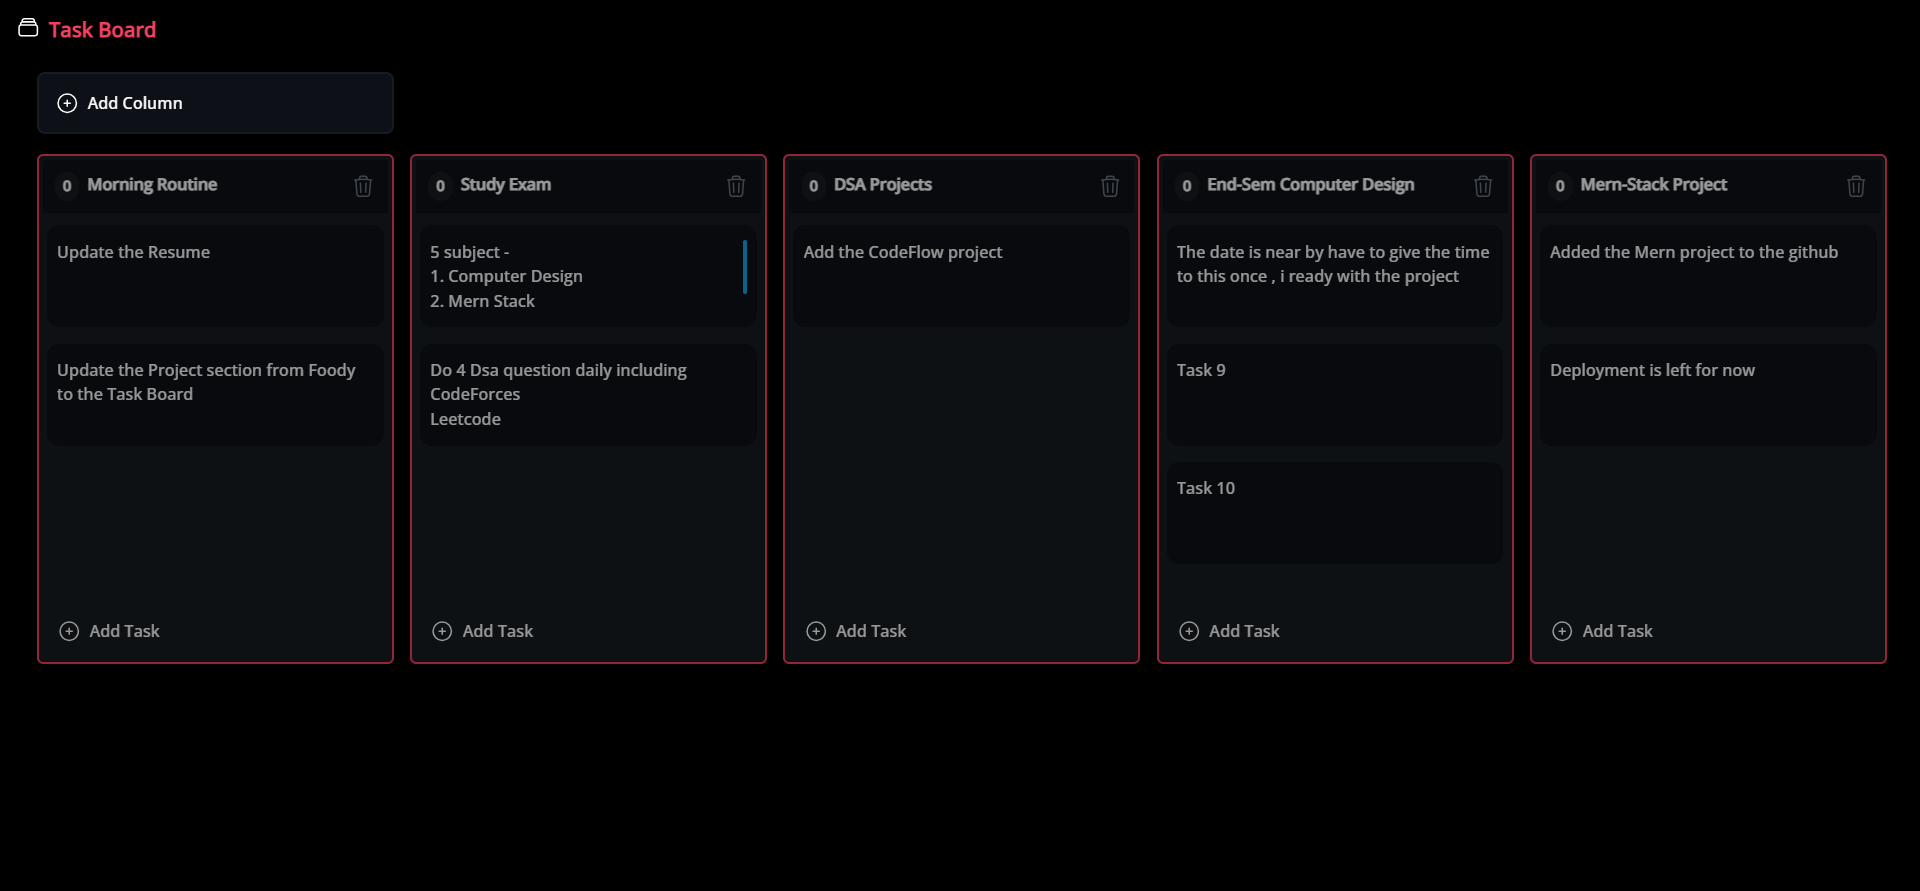 Task Board
Add Column
0 Morning Routine
Update the Resume
Update the Project section from Foody
to the Task Board
Add Task
0 Study Exam
5 subject -
1. Computer Design
2. Mern Stack
Do 4 Dsa question daily including
CodeForces
Leetcode
Add Task
0 DSA Projects
Add the CodeFlow project
Add Task
0 End-Sem Computer Design
The date is near by have to give the time
to this once , i ready with the project
Task 9
Task 10
Add Task
0 Mern-Stack Project
Added the Mern project to the github
Deployment is left for now
Add Task